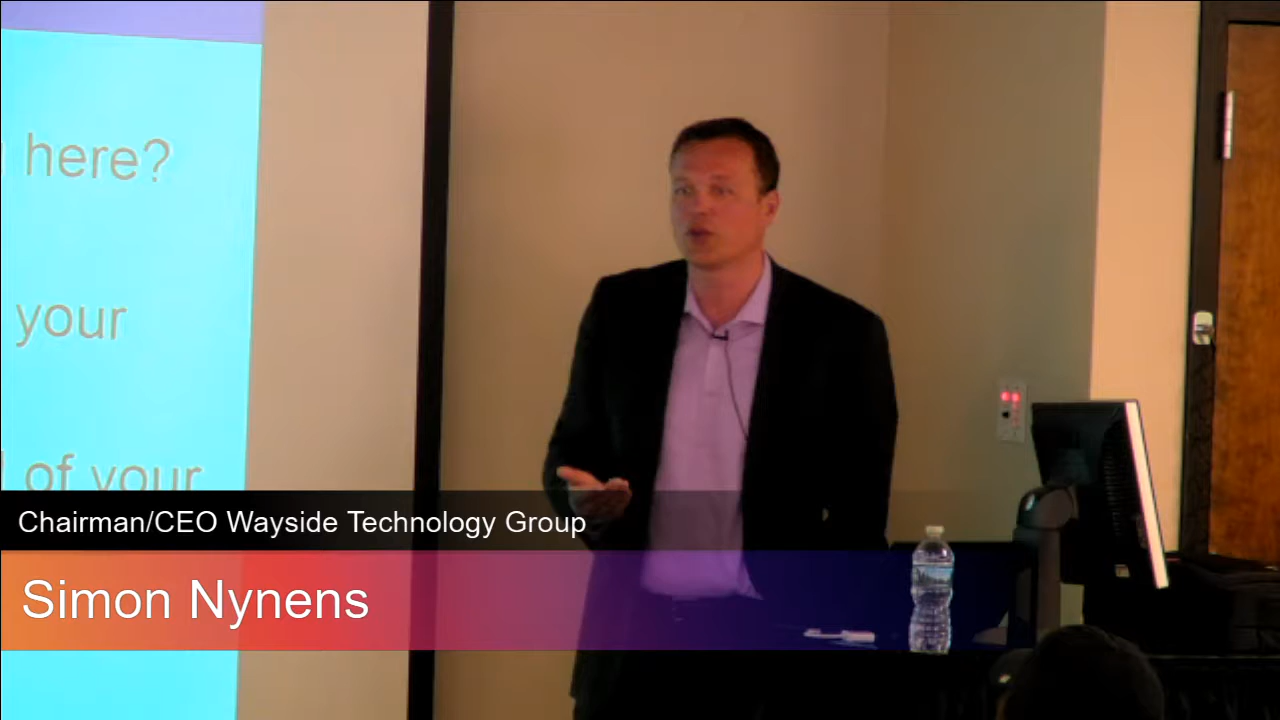 here?
your
of your
Chairman/CEO Wayside Technology Group
Simon Nynens